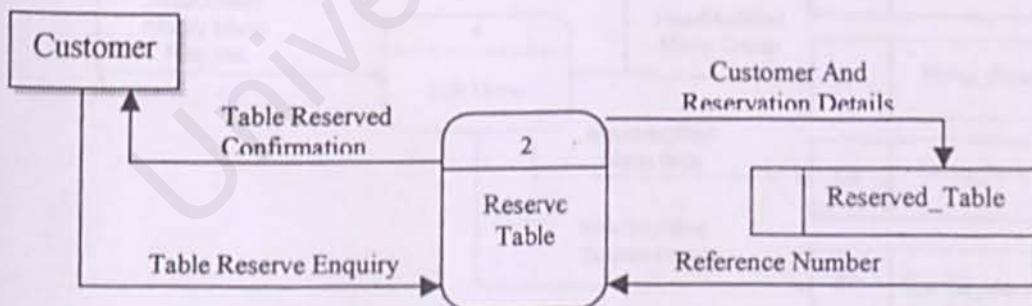 Customer
Customer And
Reservation Details
Table Reserved
Confirmation
2
Reserve
Table
Reserved_Table
Table Reserve Enquiry
Reference Number